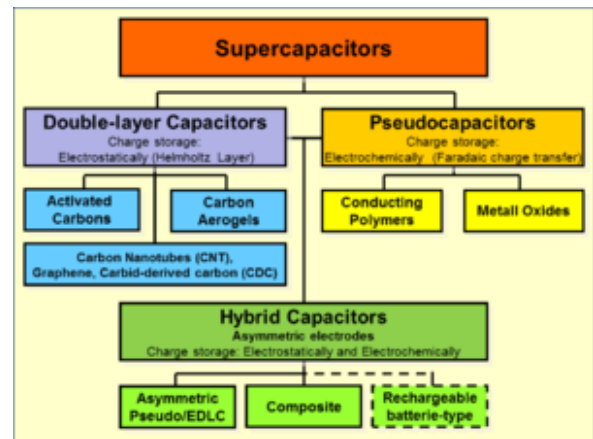 Supercapacitors
Double-layer Capacitors
Charge storage:
Electrostatically (Helmholtz Layer)
Pseudocapacitors
Charge storage:
Electrochemically (Faradaic charge transfer)
Activated
Carbons
Carbon
Aerogels
Conducting
Polymers
Metall Oxides
Carbon Nanotubes (CNT),
Graphene, Carbid-derived carbon (CDC)
Hybrid Capacitors
Asymmetric electrodes
Charge storage: Electrostatically and Electrochemically
Asymmetric
Pseudo/EDLC
Composite
Rechargeable
batterie-type